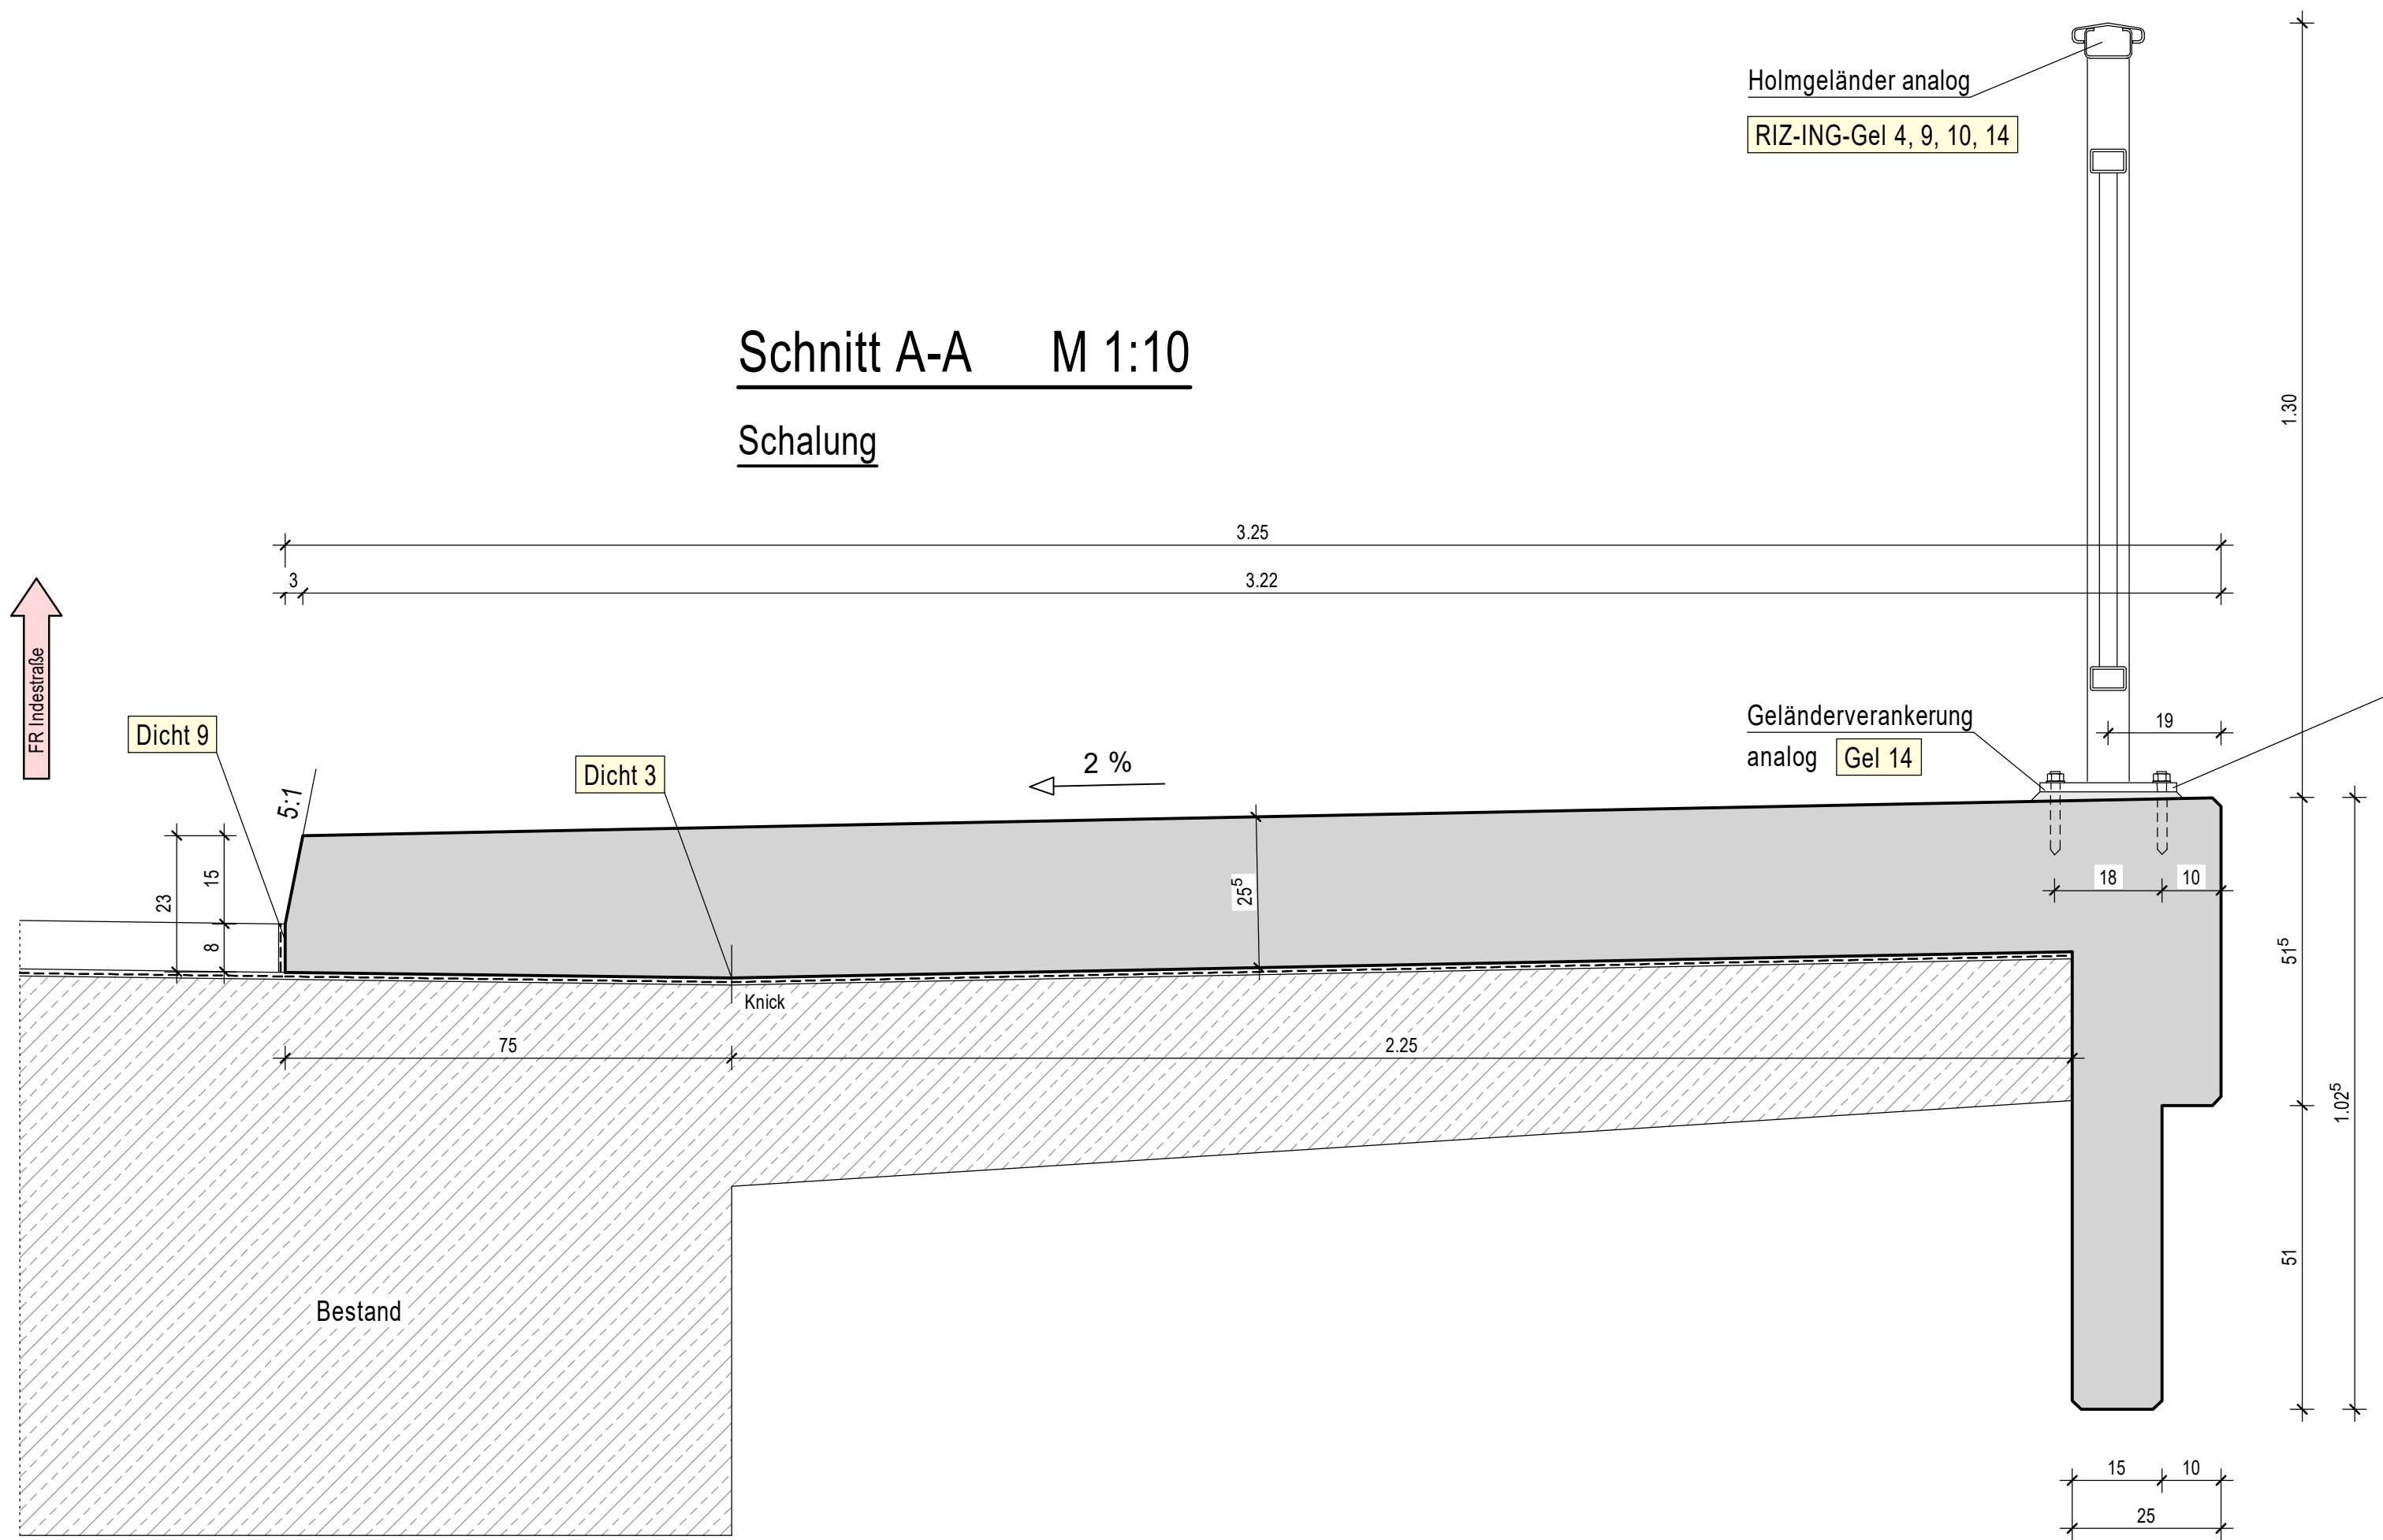 Holmgeländer analog
RIZ-ING-Gel 4, 9, 10, 14
Schnitt A-A M 1:10
Schalung
1.30
3.25
3
3.22
FR Indestraße
Dicht 9
Dicht 3
5:1
2 %
Geländerverankerung
analog Gel 14
19
23
15
8
25⁵
18
10
51⁵
Knick
75
2.25
1.02⁵
Bestand
51
15
10
25